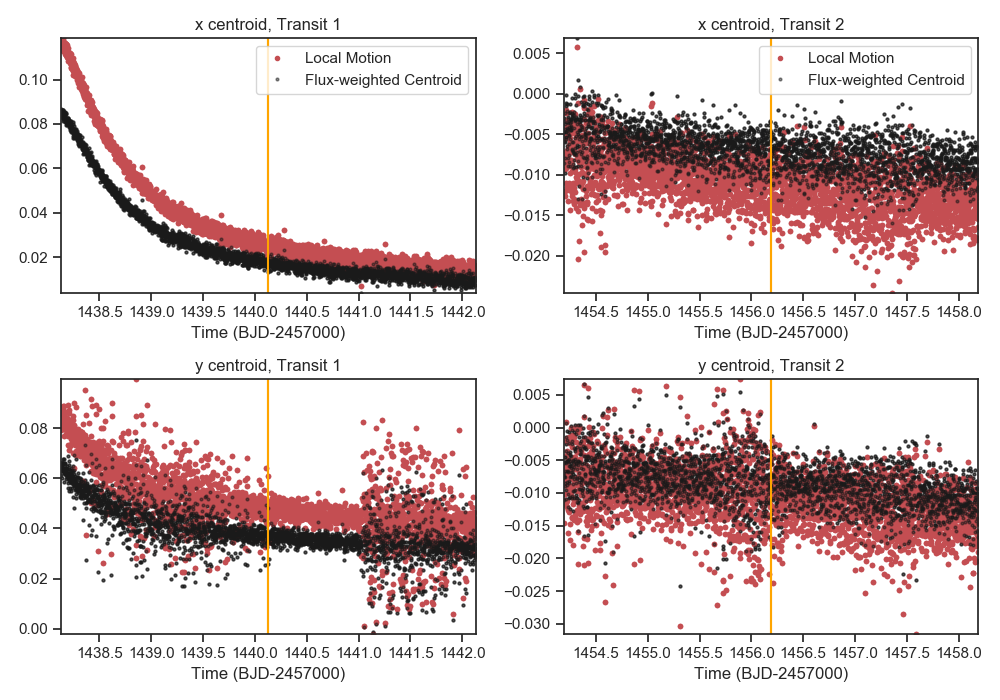 x centroid, Transit 1
0.10
0.08
0.06
0.04
0.02
Local Motion
Flux-weighted Centroid
1438.5 1439.0 1439.5 1440.0 1440.5 1441.0 1441.5 1442.0
Time (BJD-2457000)
x centroid, Transit 2
0.005
0.000
−0.005
−0.010
−0.015
−0.020
Local Motion
Flux-weighted Centroid
1454.5 1455.0 1455.5 1456.0 1456.5 1457.0 1457.5 1458.0
Time (BJD-2457000)
y centroid, Transit 1
0.08
0.06
0.04
0.02
0.00
1438.5 1439.0 1439.5 1440.0 1440.5 1441.0 1441.5 1442.0
Time (BJD-2457000)
y centroid, Transit 2
0.005
0.000
−0.005
−0.010
−0.015
−0.020
−0.025
−0.030
1454.5 1455.0 1455.5 1456.0 1456.5 1457.0 1457.5 1458.0
Time (BJD-2457000)